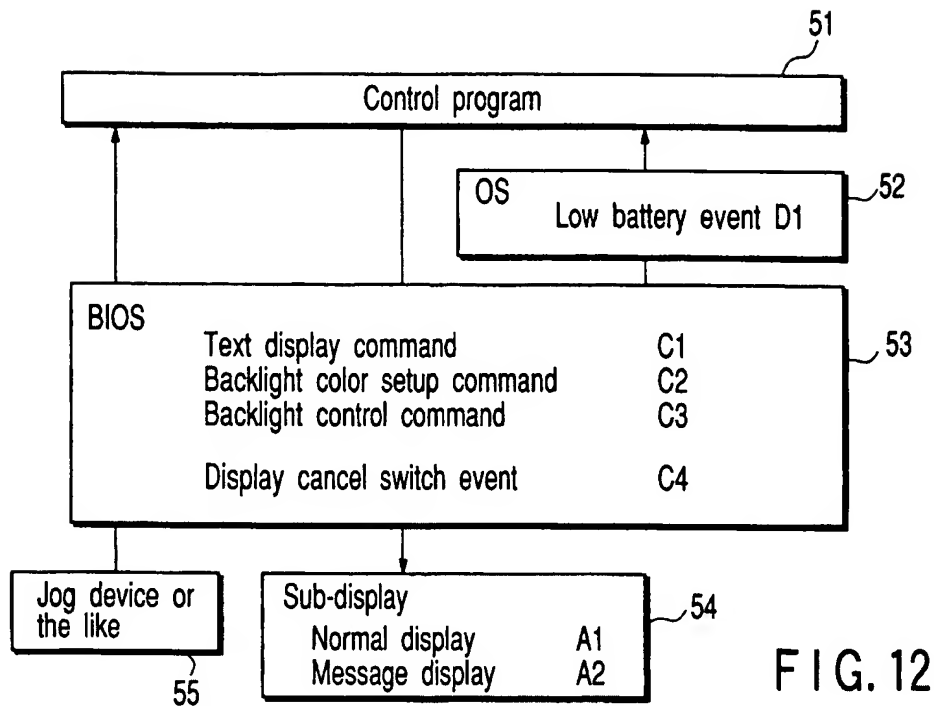 51
Control program
OS
Low battery event D1
52
BIOS
Text display command C1
Backlight color setup command C2
Backlight control command C3
Display cancel switch event C4
53
Jog device or
the like
55
Sub-display
Normal display A1
Message display A2
54
FIG. 12